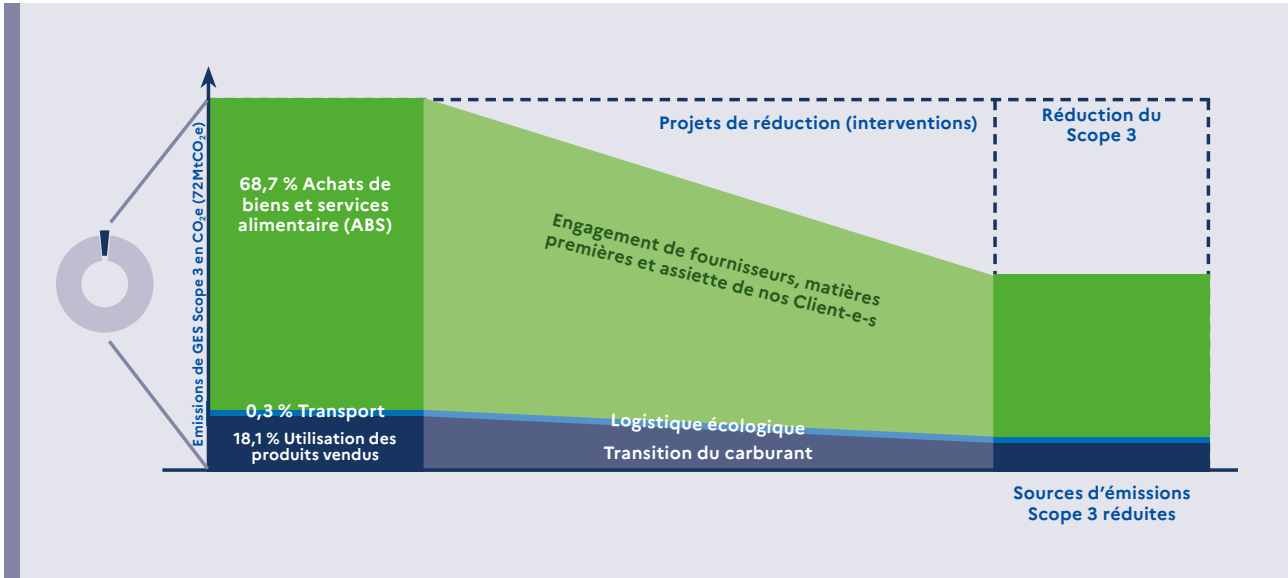 Emissions de GES Scope 3 en CO₂e (72MtCO₂e)
68,7 % Achats de
biens et services
alimentaire (ABS)
0,3 % Transport
18,1 % Utilisation des
produits vendus
Projets de réduction (interventions)
Engagement de fournisseurs, matières
premières et assiette de nos Client-e-s
Logistique écologique
Transition du carburant
Réduction du
Scope 3
Sources d’émissions
Scope 3 réduites